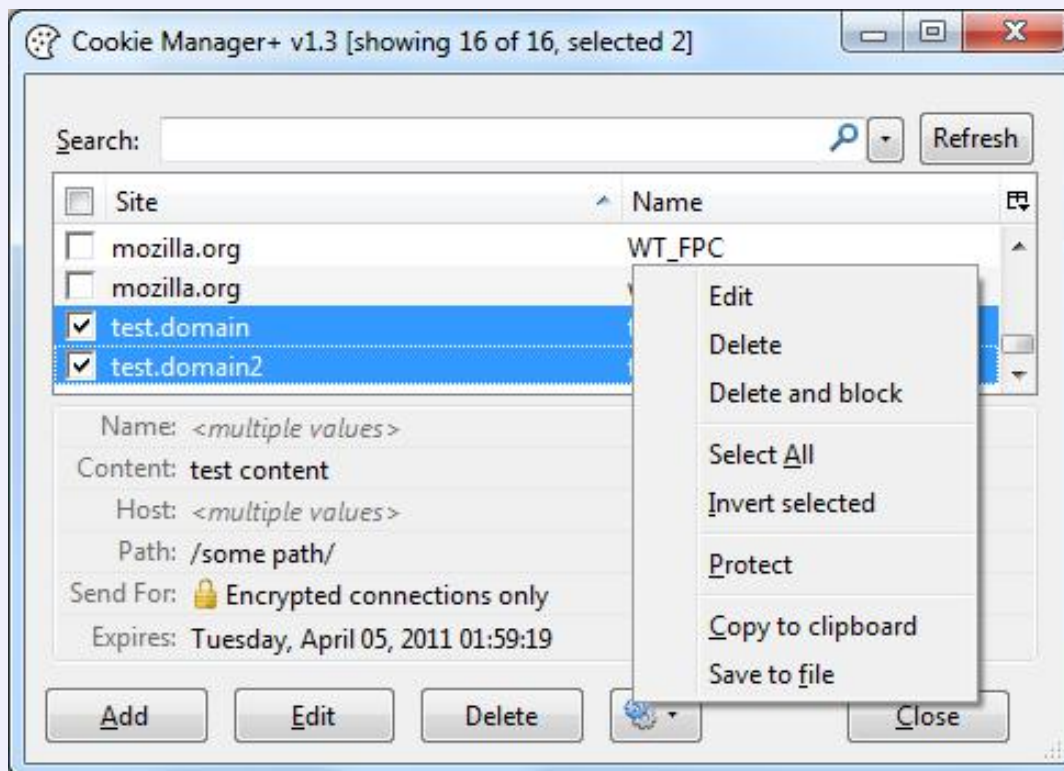 Cookie Manager+ v1.3 [showing 16 of 16, selected 2]
Search: Refresh
Site Name
mozilla.org WT_FPC
mozilla.org
test.domain
test.domain2
Edit
Delete
Delete and block
Select All
Invert selected
Protect
Copy to clipboard
Save to file
Name: <multiple values>
Content: test content
Host: <multiple values>
Path: /some path/
Send For: Encrypted connections only
Expires: Tuesday, April 05, 2011 01:59:19
Add Edit Delete Close